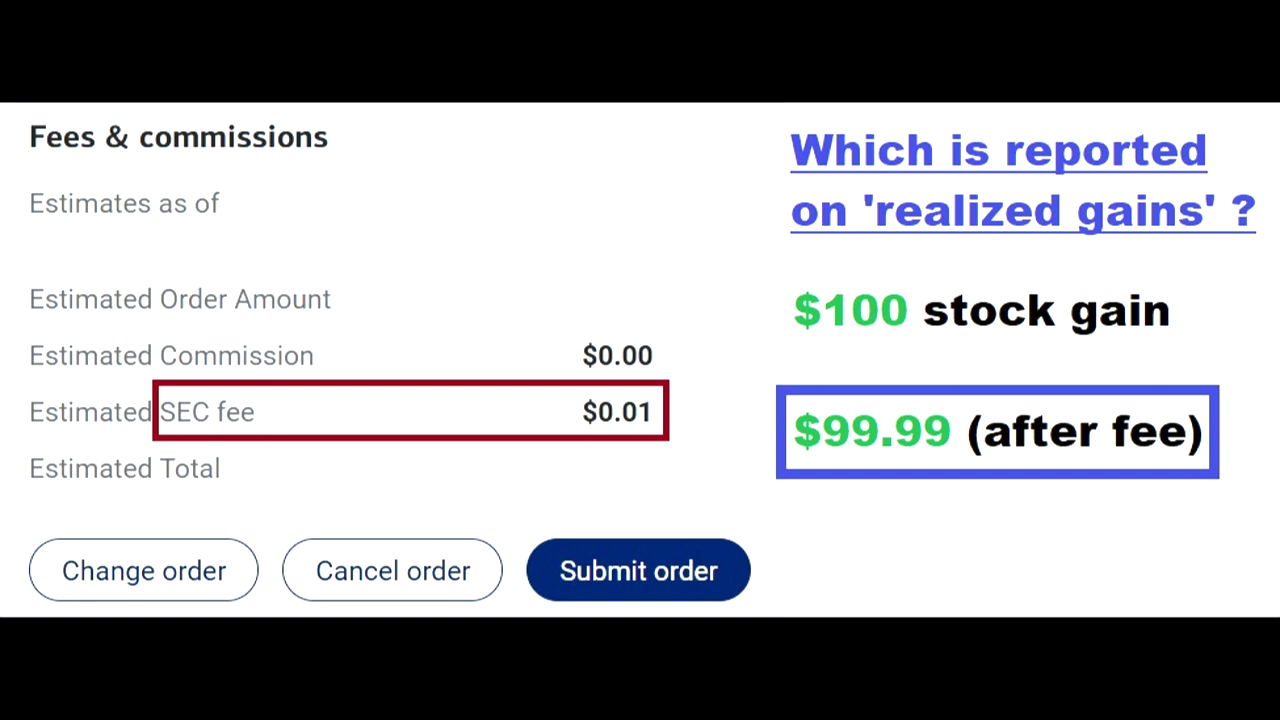 Fees & commissions
Estimates as of
Estimated Order Amount
Estimated Commission $0.00
Estimated SEC fee $0.01
Estimated Total
Change order Cancel order Submit order
Which is reported
on 'realized gains' ?
$100 stock gain
$99.99 (after fee)